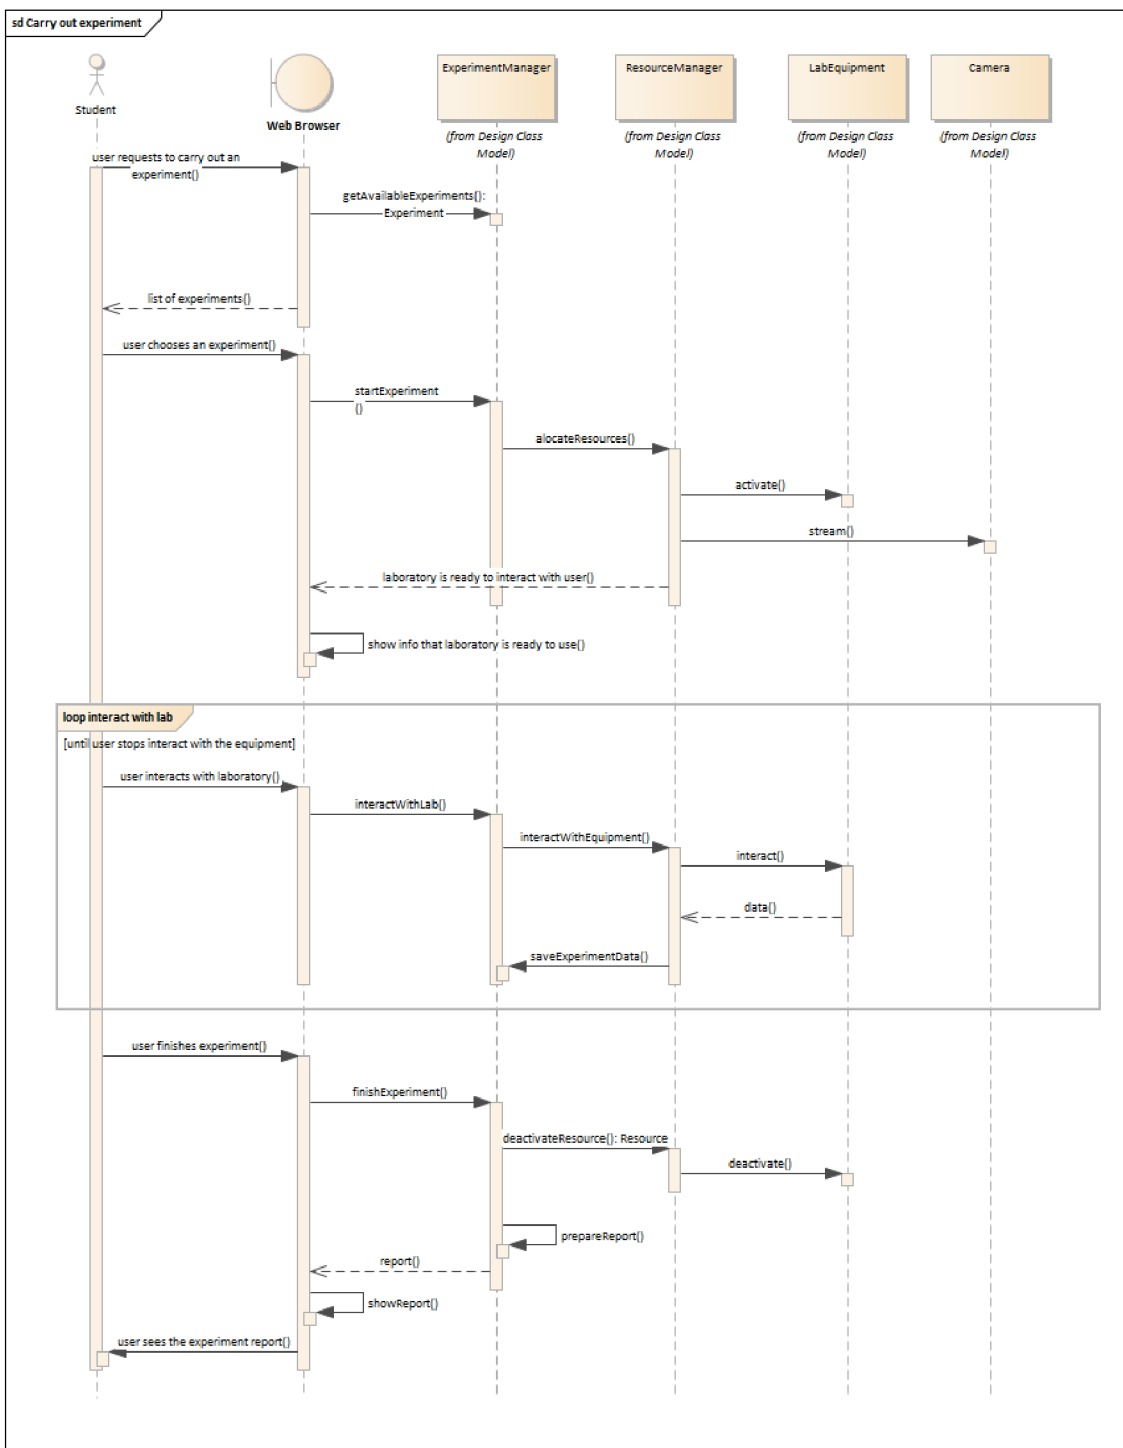 sd Carry out experiment
Student
Web Browser
ExperimentManager
(from Design Class
Model)
ResourceManager
(from Design Class
Model)
LabEquipment
(from Design Class
Model)
Camera
(from Design Class
Model)
user requests to carry out an
experiment()
getAvailableExperiments():
Experiment
list of experiments()
user chooses an experiment()
startExperiment
()
alocateResources()
activate()
stream()
laboratory is ready to interact with user()
show info that laboratory is ready to use()
loop interact with lab
[until user stops interact with the equipment]
user interacts with laboratory()
interactWithLab()
interactWithEquipment()
interact()
data()
saveExperimentData()
user finishes experiment()
finishExperiment()
deactivateResource(): Resource
deactivate()
prepareReport()
report()
showReport()
user sees the experiment report()